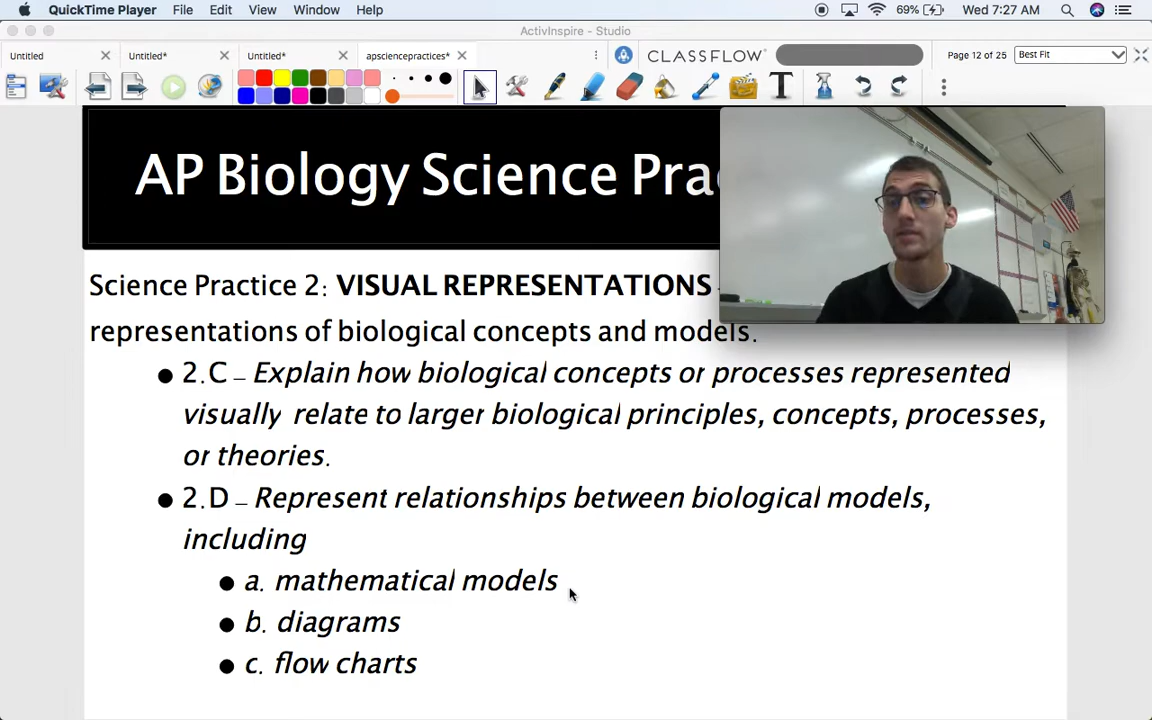 QuickTime Player File Edit View Window Help 69% Wed 7:27 AM
ActivInspire - Studio
Untitled Untitled* Untitled* apsciencepractices* CLASSFLOW Page 12 of 25 Best Fit
T
AP Biology Science
Science Practice 2: VISUAL REPRESENTATIONS
representations of biological concepts and models.
• 2.C – Explain how biological concepts or processes represented
visually relate to larger biological principles, concepts, processes,
or theories.
• 2.D – Represent relationships between biological models,
including
• a. mathematical models
• b. diagrams
• c. flow charts